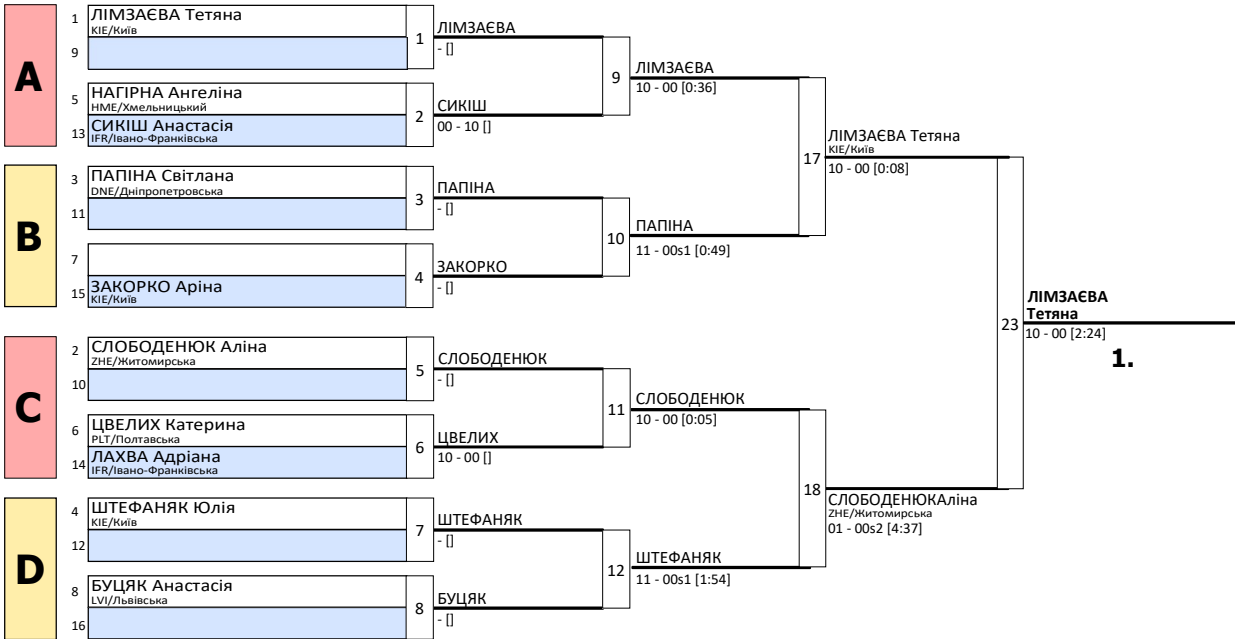 A
1
ЛІМЗАЄВА Тетяна
KIE/Київ
9
1
ЛІМЗАЄВА
- []
5
НАГІРНА Ангеліна
HME/Хмельницький
13
СИКІШ Анастасія
IFR/Івано-Франківська
2
СИКІШ
00 - 10 []
9
ЛІМЗАЄВА
10 - 00 [0:36]
B
3
ПАПІНА Світлана
DNE/Дніпропетровська
11
3
ПАПІНА
- []
7
15
ЗАКОРКО Аріна
KIE/Київ
4
ЗАКОРКО
- []
10
ПАПІНА
11 - 00s1 [0:49]
17
ЛІМЗАЄВА Тетяна
KIE/Київ
10 - 00 [0:08]
C
2
СЛОБОДЕНЮК Аліна
ZHE/Житомирська
10
5
СЛОБОДЕНЮК
- []
6
ЦВЕЛИХ Катерина
PLT/Полтавська
14
ЛАХВА Адріана
IFR/Івано-Франківська
6
ЦВЕЛИХ
10 - 00 []
11
СЛОБОДЕНЮК
10 - 00 [0:05]
D
4
ШТЕФАНЯК Юлія
KIE/Київ
12
7
ШТЕФАНЯК
- []
8
БУЦЯК Анастасія
LVI/Львівська
16
8
БУЦЯК
- []
12
ШТЕФАНЯК
11 - 00s1 [1:54]
18
СЛОБОДЕНЮКАліна
ZHE/Житомирська
01 - 00s2 [4:37]
23
ЛІМЗАЄВА
Тетяна
10 - 00 [2:24]
1.